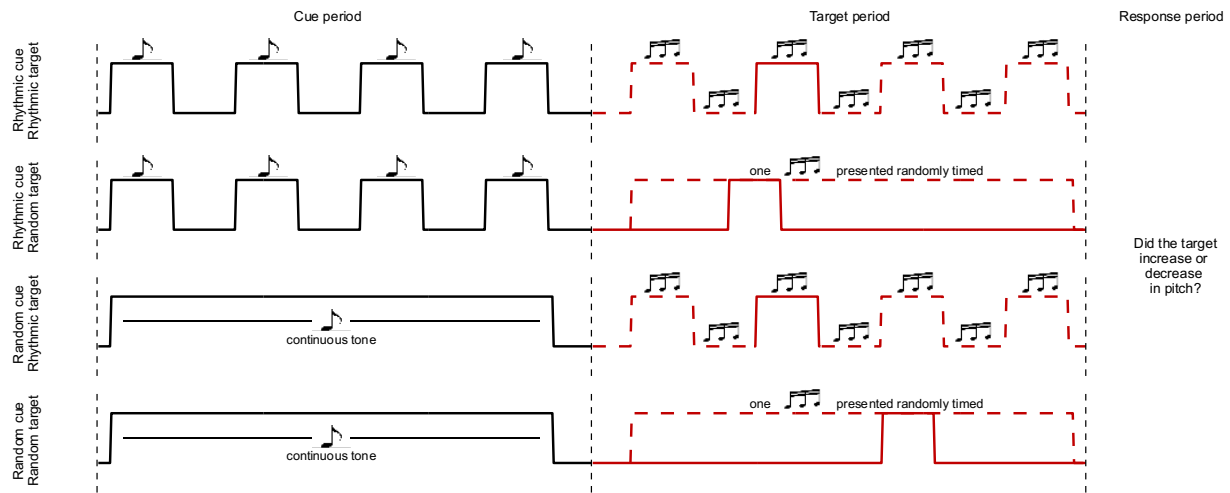 Cue period
Target period
Response period
Rhythmic cue
Rhythmic target
Rhythmic cue
Random target
one
presented randomly timed
Random cue
Rhythmic target
continuous tone
Random cue
Random target
continuous tone
one
presented randomly timed
Did the target
increase or
decrease
in pitch?